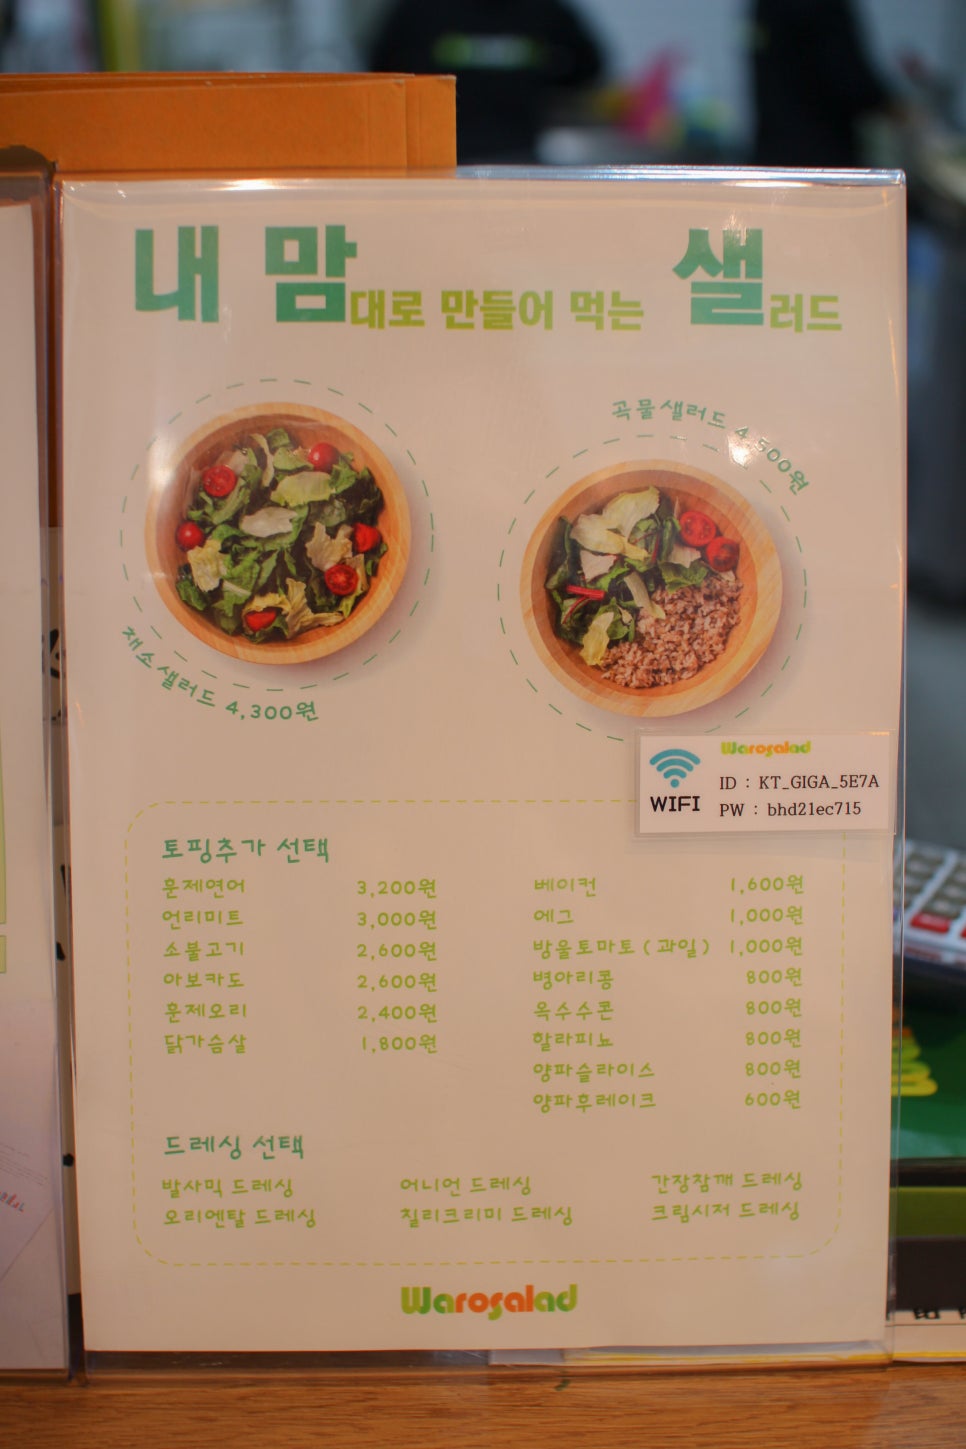 내 맘대로 만들어 먹는 샐러드
채소샐러드 4,300원
곡물샐러드 4,500원
Warosalad
WIFI
ID : KT_GIGA_5E7A
PW : bhd21ec715
토핑추가 선택
훈제연어 3,200원
언리미트 3,000원
소불고기 2,600원
아보카도 2,600원
훈제오리 2,400원
닭가슴살 1,800원
베이컨 1,600원
에그 1,000원
방울토마토 (과일) 1,000원
병아리콩 800원
옥수수콘 800원
할라피뇨 800원
양파슬라이스 800원
양파후레이크 600원
드레싱 선택
발사믹 드레싱 어니언 드레싱 간장참깨 드레싱
오리엔탈 드레싱 칠리크리미 드레싱 크림시저 드레싱
Warosalad